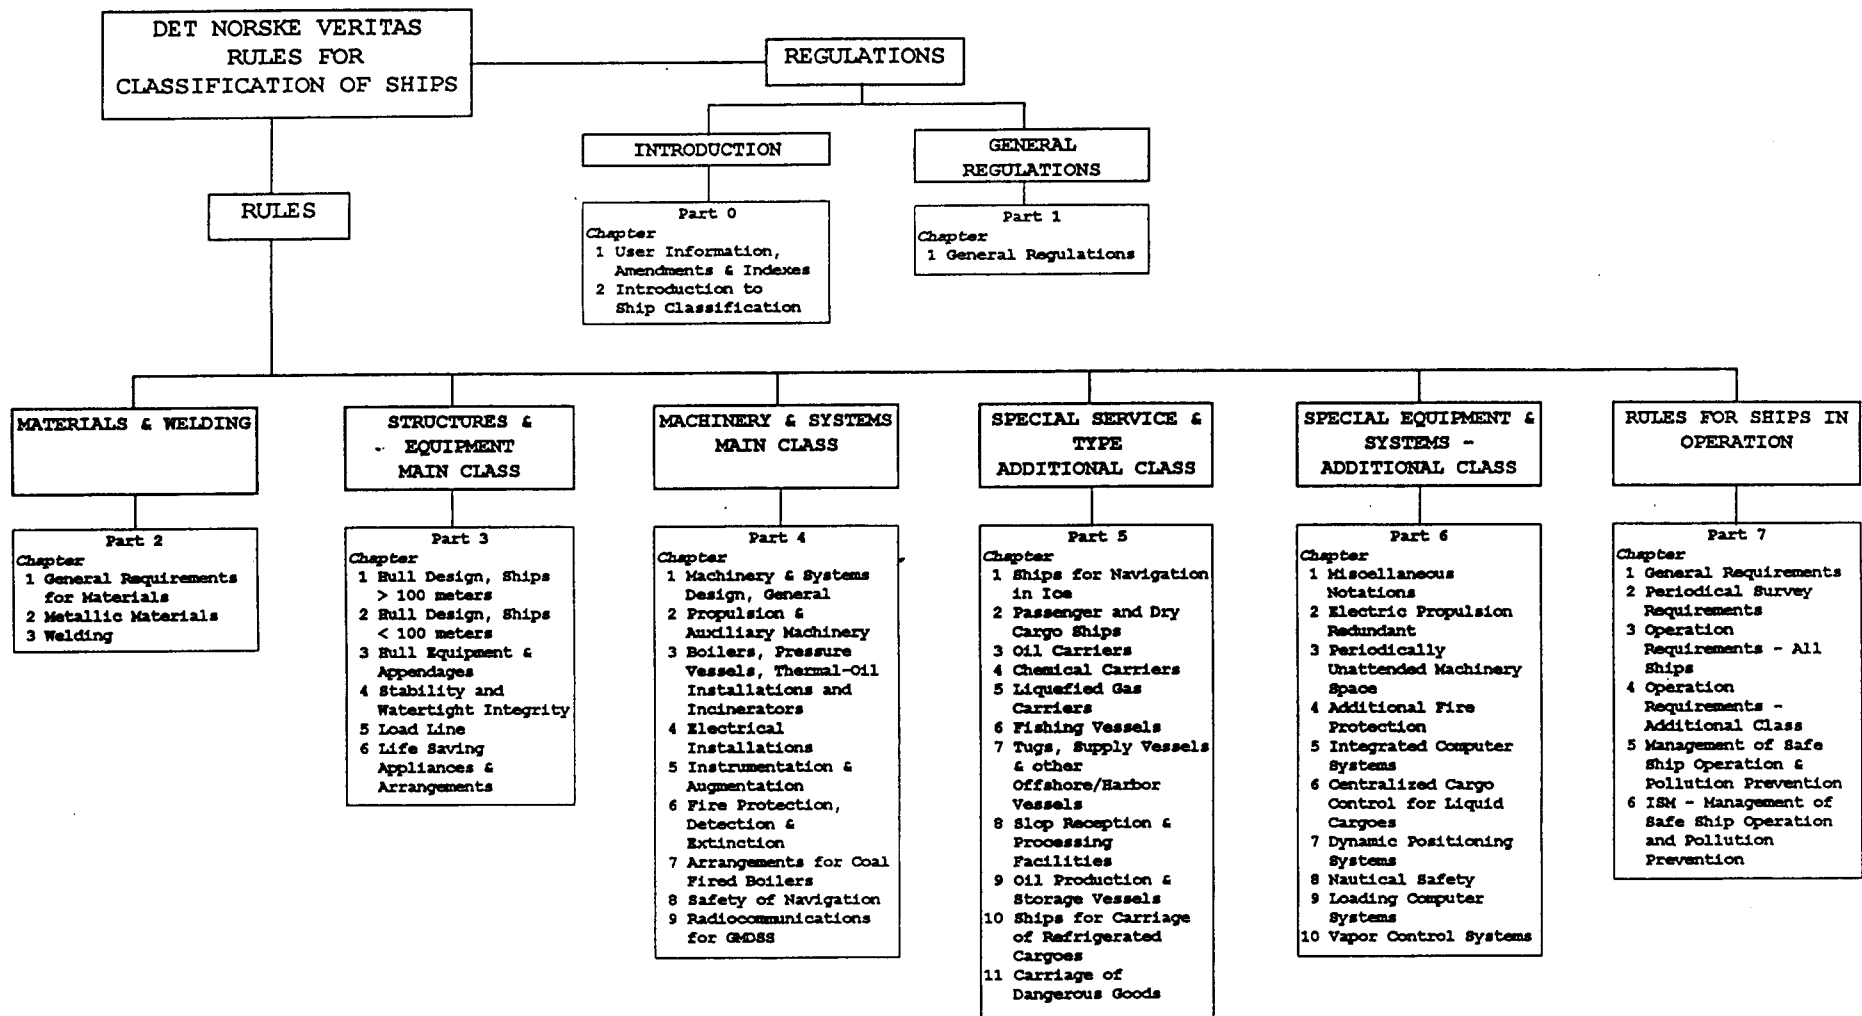 DET NORSKE VERITAS
RULES FOR
CLASSIFICATION OF SHIPS
REGULATIONS
INTRODUCTION
GENERAL
REGULATIONS
RULES
Part 0
Chapter
1 User Information,
Amendments & Indexes
2 Introduction to
Ship Classification
Part 1
Chapter
1 General Regulations
MATERIALS & WELDING
STRUCTURES &
EQUIPMENT
MAIN CLASS
MACHINERY & SYSTEMS
MAIN CLASS
SPECIAL SERVICE &
TYPE
ADDITIONAL CLASS
SPECIAL EQUIPMENT &
SYSTEMS -
ADDITIONAL CLASS
RULES FOR SHIPS IN
OPERATION
Part 2
Chapter
1 General Requirements
for Materials
2 Metallic Materials
3 Welding
Part 3
Chapter
1 Hull Design, Ships
> 100 meters
2 Hull Design, Ships
< 100 meters
3 Hull Equipment &
Appendages
4 Stability and
Watertight Integrity
5 Load Line
6 Life Saving
Appliances &
Arrangements
Part 4
Chapter
1 Machinery & Systems
Design, General
2 Propulsion &
Auxiliary Machinery
3 Boilers, Pressure
Vessels, Thermal-Oil
Installations and
Incinerators
4 Electrical
Installations
5 Instrumentation &
Augmentation
6 Fire Protection,
Detection &
Extinction
7 Arrangements for Coal
Fired Boilers
8 Safety of Navigation
9 Radiocommunications
for GMDSS
Part 5
Chapter
1 Ships for Navigation
in Ice
2 Passenger and Dry
Cargo Ships
3 Oil Carriers
4 Chemical Carriers
5 Liquefied Gas
Carriers
6 Fishing Vessels
7 Tugs, Supply Vessels
& other
Offshore/Harbor
Vessels
8 Slop Reception &
Processing
Facilities
9 Oil Production &
Storage Vessels
10 Ships for Carriage
of Refrigerated
Cargoes
11 Carriage of
Dangerous Goods
Part 6
Chapter
1 Miscellaneous
Notations
2 Electric Propulsion
Redundant
3 Periodically
Unattended Machinery
Space
4 Additional Fire
Protection
5 Integrated Computer
Systems
6 Centralized Cargo
Control for Liquid
Cargoes
7 Dynamic Positioning
Systems
8 Nautical Safety
9 Loading Computer
Systems
10 Vapor Control Systems
Part 7
Chapter
1 General Requirements
2 Periodical Survey
Requirements
3 Operation
Requirements - All
Ships
4 Operation
Requirements -
Additional Class
5 Management of Safe
Ship Operation &
Pollution Prevention
6 ISM - Management of
Safe Ship Operation
and Pollution
Prevention